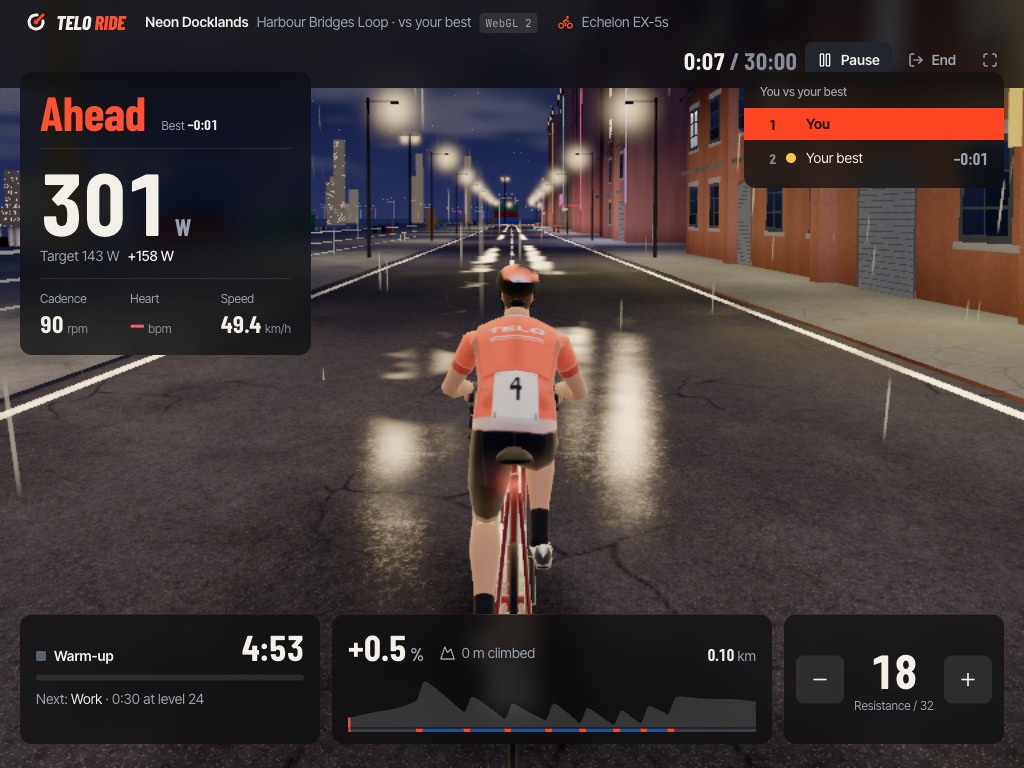 TELO RIDE Neon Docklands Harbour Bridges Loop · vs your best WebGL 2 Echelon EX-5s
0:07 / 30:00 Pause End
Ahead Best −0:01
301 W
Target 143 W +158 W
Cadence Heart Speed
90 rpm — bpm 49.4 km/h
You vs your best
1 You
2 Your best −0:01
TELO
4
Warm-up 4:53
Next: Work · 0:30 at level 24
+0.5 % 0 m climbed 0.10 km
− 18 +
Resistance / 32